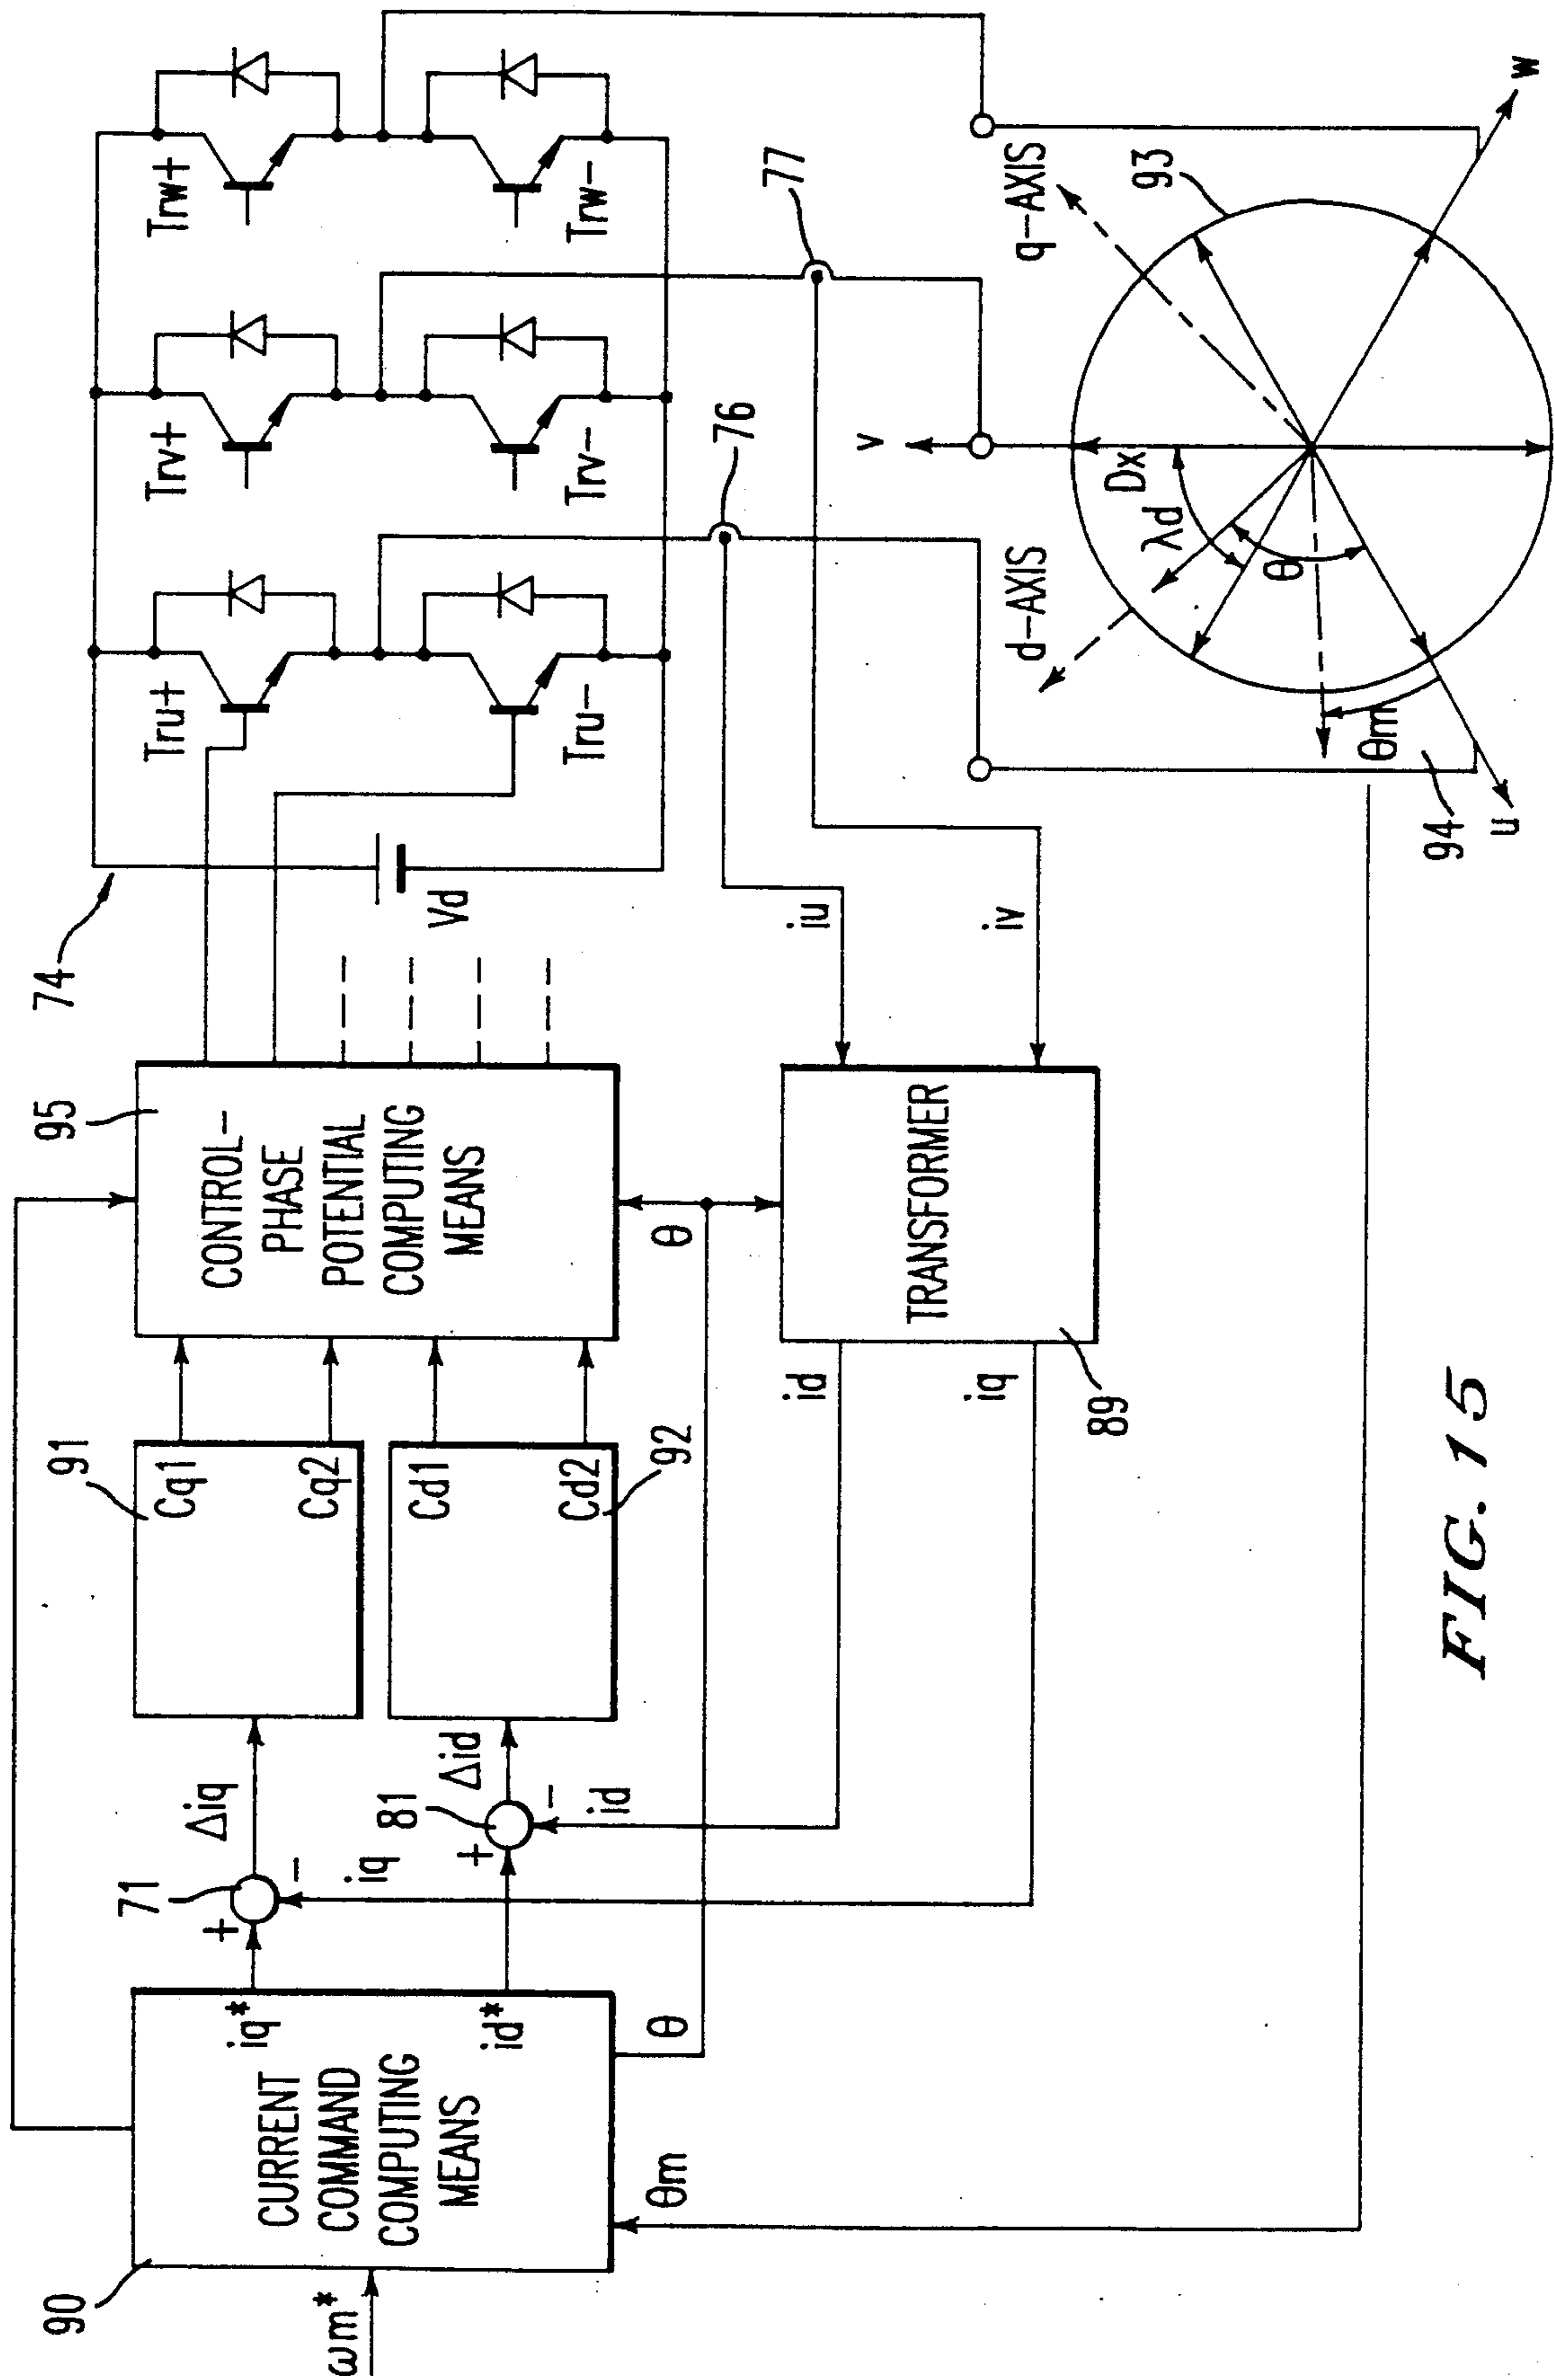 90
ωm*
CURRENT
COMMAND
COMPUTING
MEANS
iq*
id*
θ
θm
71
+
-
iq
Δiq
81
+
-
id
Δid
91
Cq1
Cq2
Cd1
Cd2
92
95
CONTROL-
PHASE
POTENTIAL
COMPUTING
MEANS
θ
TRANSFORMER
89
id
iq
iu
iv
74
Vd
Tru+
Tru-
Trv+
Trv-
Trw+
Trw-
76
77
d-AXIS
q-AXIS
v
Dx
λd
θ
θm
93
94
u
w
FIG. 15